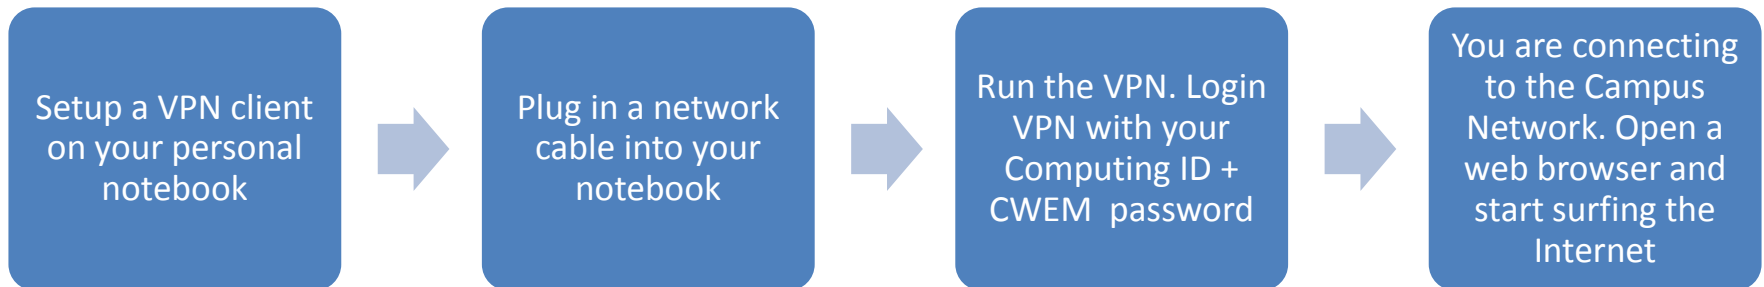 Setup a VPN client
on your personal
notebook
Plug in a network
cable into your
notebook
Run the VPN. Login
VPN with your
Computing ID +
CWEM  password
You are connecting
to the Campus
Network. Open a
web browser and
start surfing the
Internet